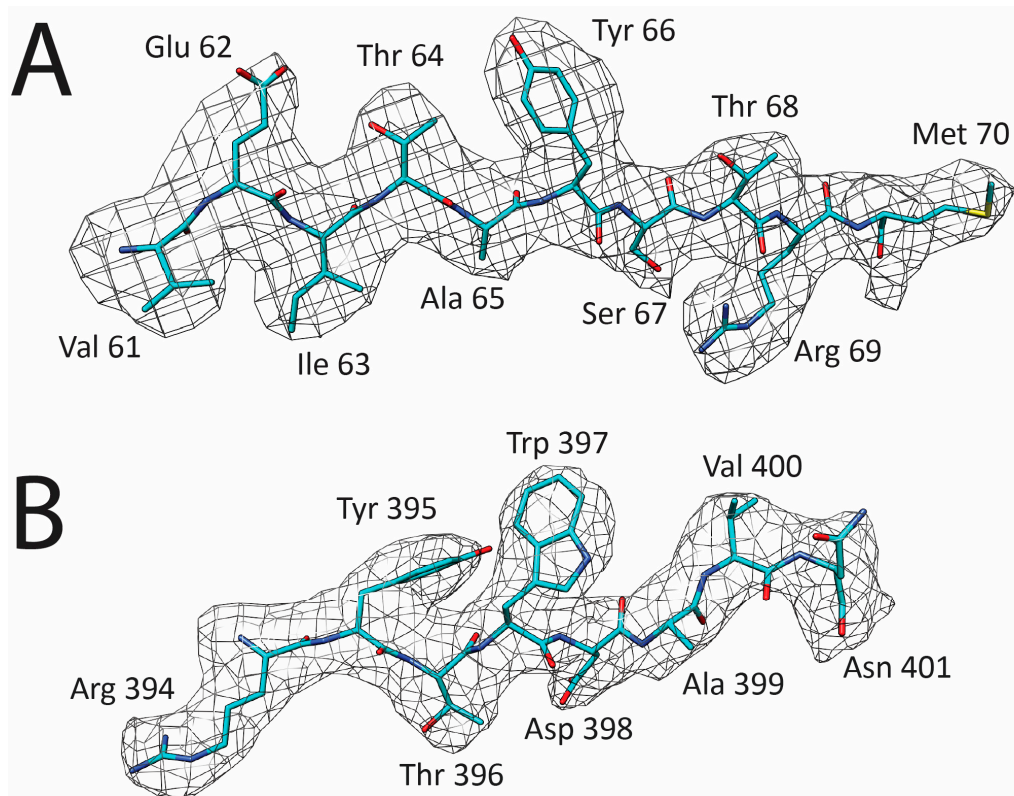 A
Glu 62
Thr 64
Tyr 66
Thr 68
Met 70
Val 61
Ile 63
Ala 65
Ser 67
Arg 69
B
Trp 397
Val 400
Tyr 395
Arg 394
Thr 396
Asp 398
Ala 399
Asn 401